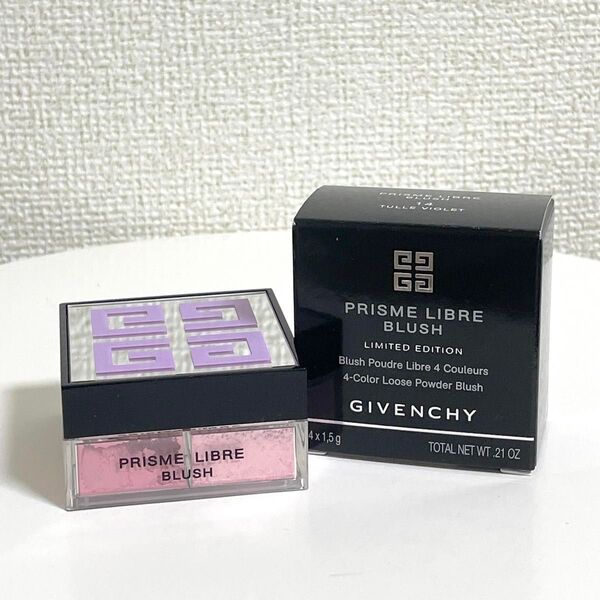 PRISME LIBRE
BLUSH
14
TULLE VIOLET
PRISME LIBRE
BLUSH
LIMITED EDITION
Blush Poudre Libre 4 Couleurs
4-Color Loose Powder Blush
GIVENCHY
4 x 1,5 g
TOTAL NET WT .21 OZ
PRISME LIBRE
BLUSH